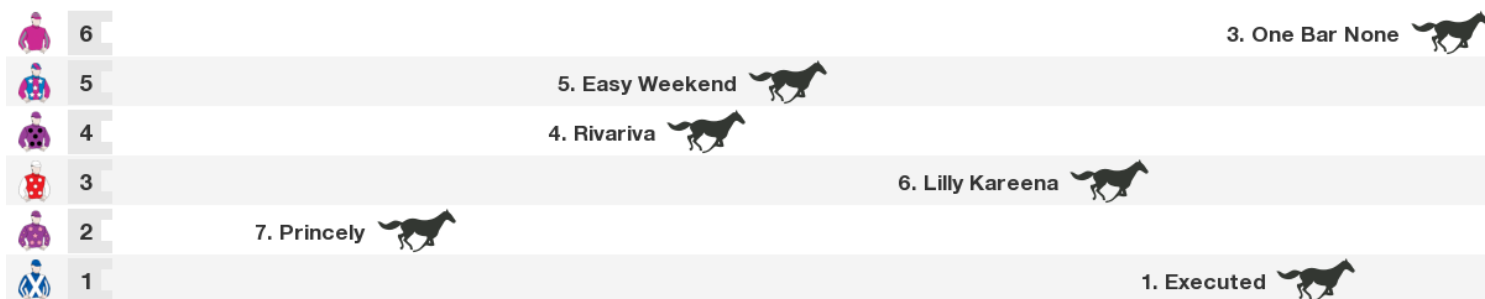 6 3. One Bar None
5 5. Easy Weekend
4 4. Rivariva
3 6. Lilly Kareena
2 7. Princely
1 1. Executed